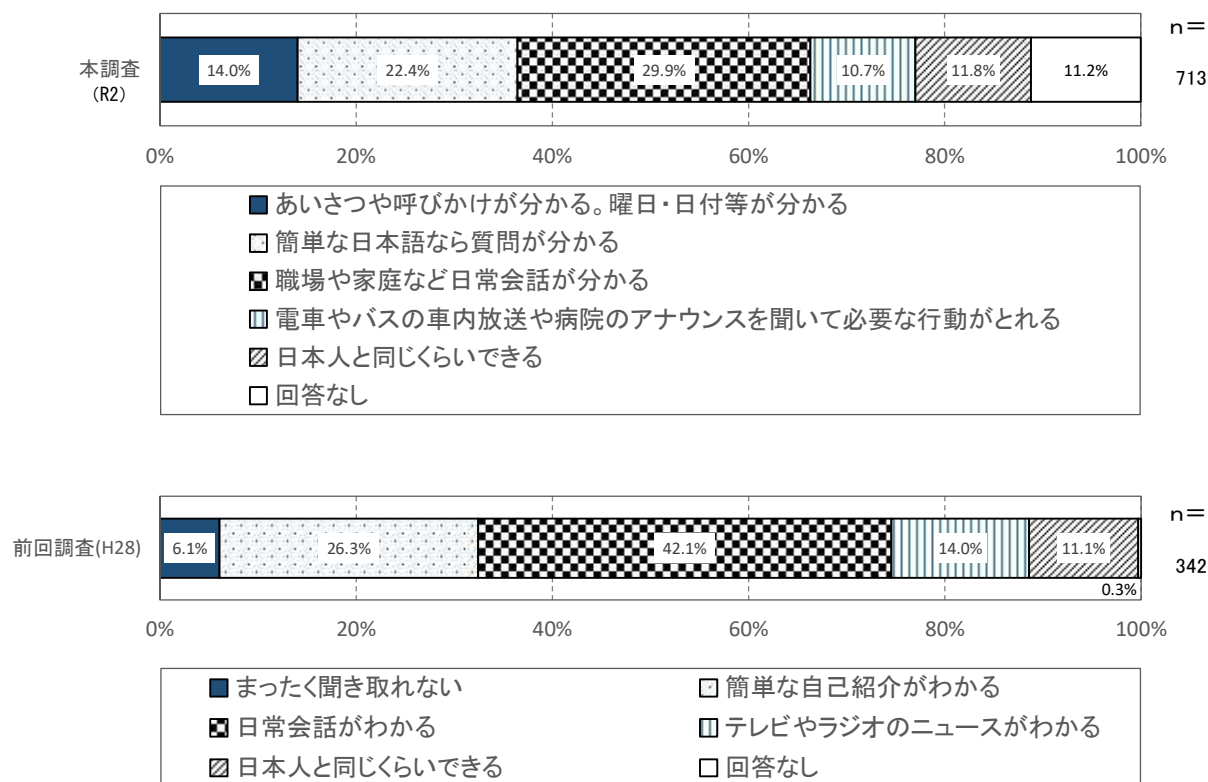 n＝
本調査
（R2）
14.0%
22.4%
29.9%
10.7%
11.8%
11.2%
713
0%
20%
40%
60%
80%
100%
あいさつや呼びかけが分かる。曜日・日付等が分かる
簡単な日本語なら質問が分かる
職場や家庭など日常会話が分かる
電車やバスの車内放送や病院のアナウンスを聞いて必要な行動がとれる
日本人と同じくらいできる
回答なし
n＝
前回調査(H28)
6.1%
26.3%
42.1%
14.0%
11.1%
342
0.3%
0%
20%
40%
60%
80%
100%
まったく聞き取れない
簡単な自己紹介がわかる
日常会話がわかる
テレビやラジオのニュースがわかる
日本人と同じくらいできる
回答なし